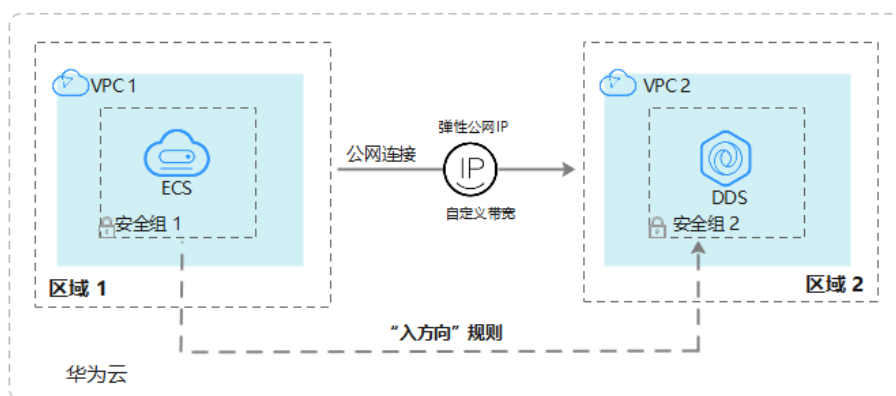 VPC 1
ECS
安全组 1
区域 1
公网连接
弹性公网IP
IP
自定义带宽
VPC 2
DDS
安全组 2
区域 2
“入方向”规则
华为云